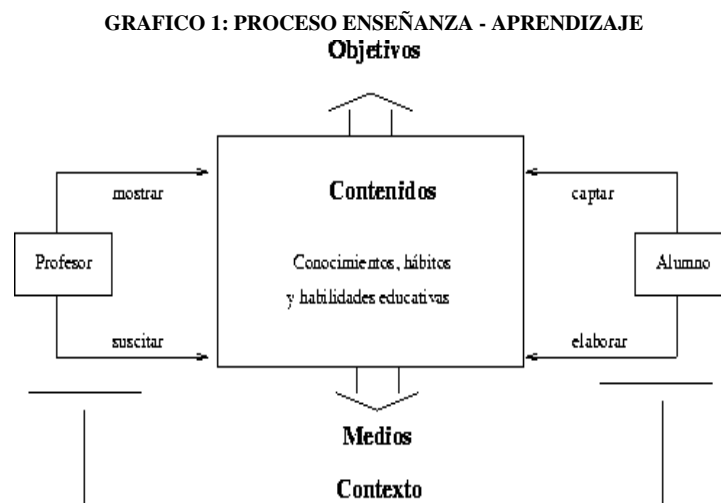 GRAFICO 1: PROCESO ENSEÑANZA - APRENDIZAJE
Objetivos
mostrar
Contenidos
captar
Profesor
Conocimientos, hábitos
y habilidades educativas
Alumno
suscitar
elaborar
Medios
Contexto